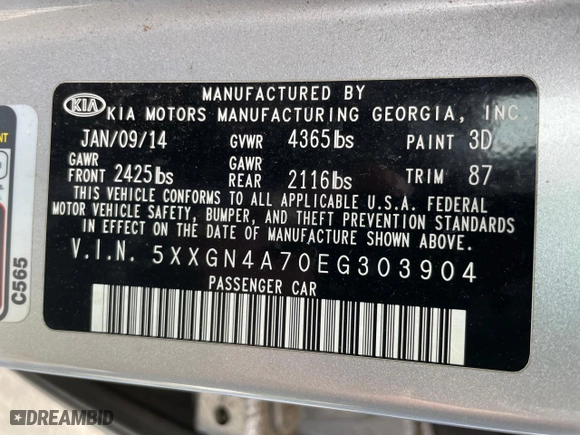 MANUFACTURED BY
KIA KIA MOTORS MANUFACTURING GEORGIA, INC.
JAN/09/14 GVWR 4365lbs PAINT 3D
GAWR GAWR
FRONT 2425lbs REAR 2116lbs TRIM 87
THIS VEHICLE CONFORMS TO ALL APPLICABLE U.S.A. FEDERAL
MOTOR VEHICLE SAFETY, BUMPER, AND THEFT PREVENTION STANDARDS
IN EFFECT ON THE DATE OF MANUFACTURE SHOWN ABOVE.
V.I.N. 5XXGN4A70EG303904
PASSENGER CAR
C565
DREAMBID